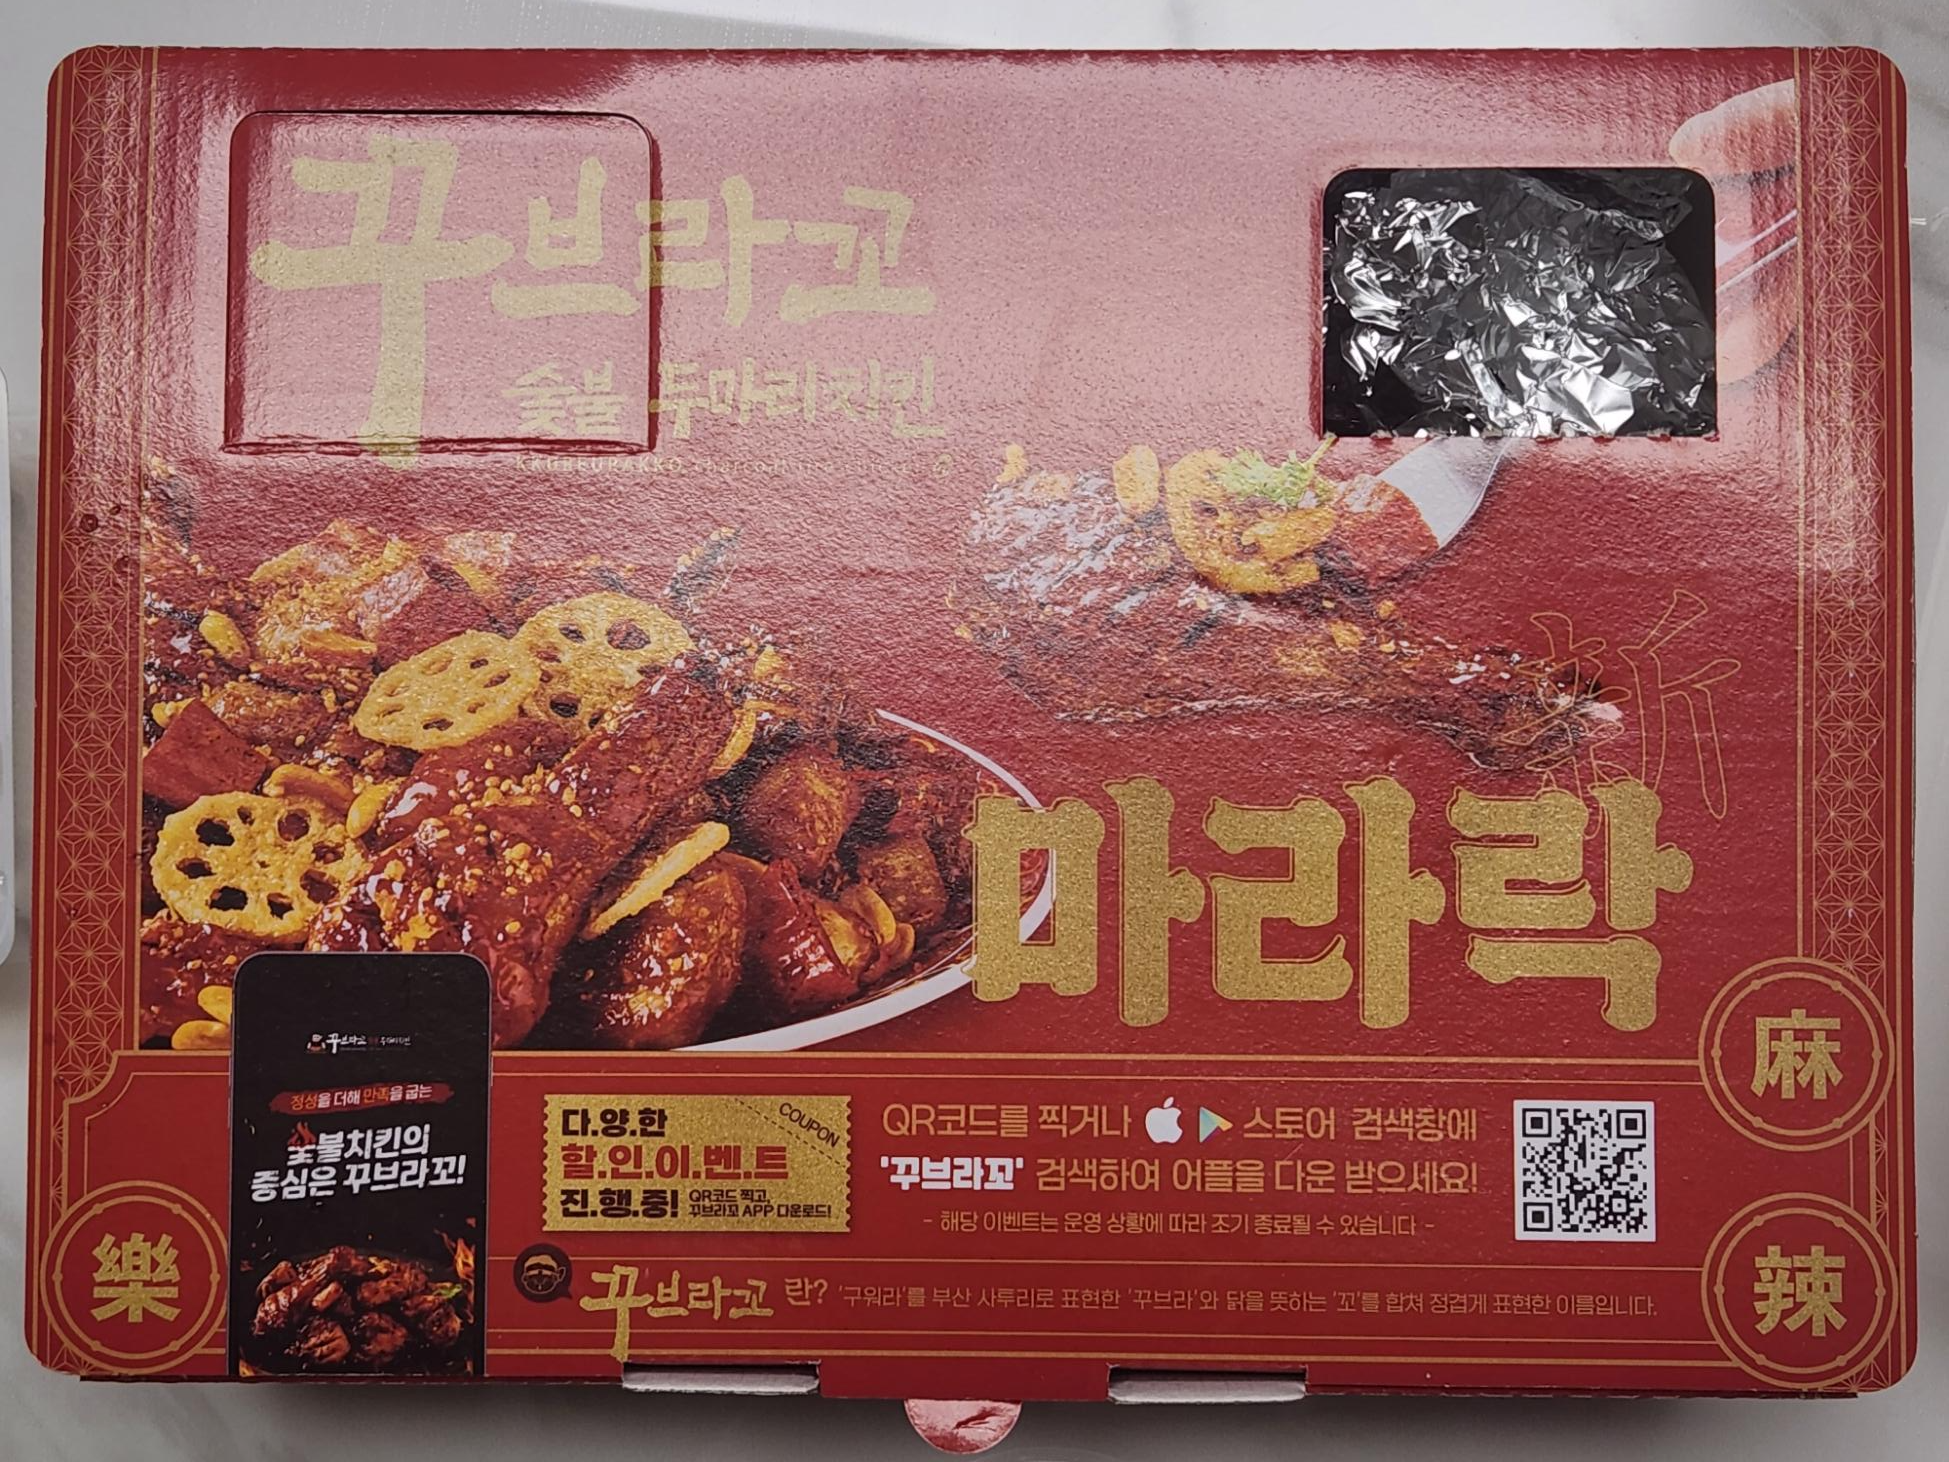 꾸브라꼬
숯불 두마리치킨
KKUBEURAKKO charcoal
新
마라락
麻
辣
樂
꾸브라꼬 숯불 두마리치킨
정성을 더해 만족을 굽는
숯불치킨의
중심은 꾸브라꼬!
다.양.한
COUPON
할.인.이.벤.트
진.행.중! QR코드 찍고, 꾸브라꼬 APP 다운로드!
QR코드를 찍거나 스토어 검색창에
'꾸브라꼬' 검색하여 어플을 다운 받으세요!
- 해당 이벤트는 운영 상황에 따라 조기 종료될 수 있습니다 -
꾸브라꼬 란? '구워라'를 부산 사투리로 표현한 '꾸브라'와 닭을 뜻하는 '꼬'를 합쳐 정겹게 표현한 이름입니다.